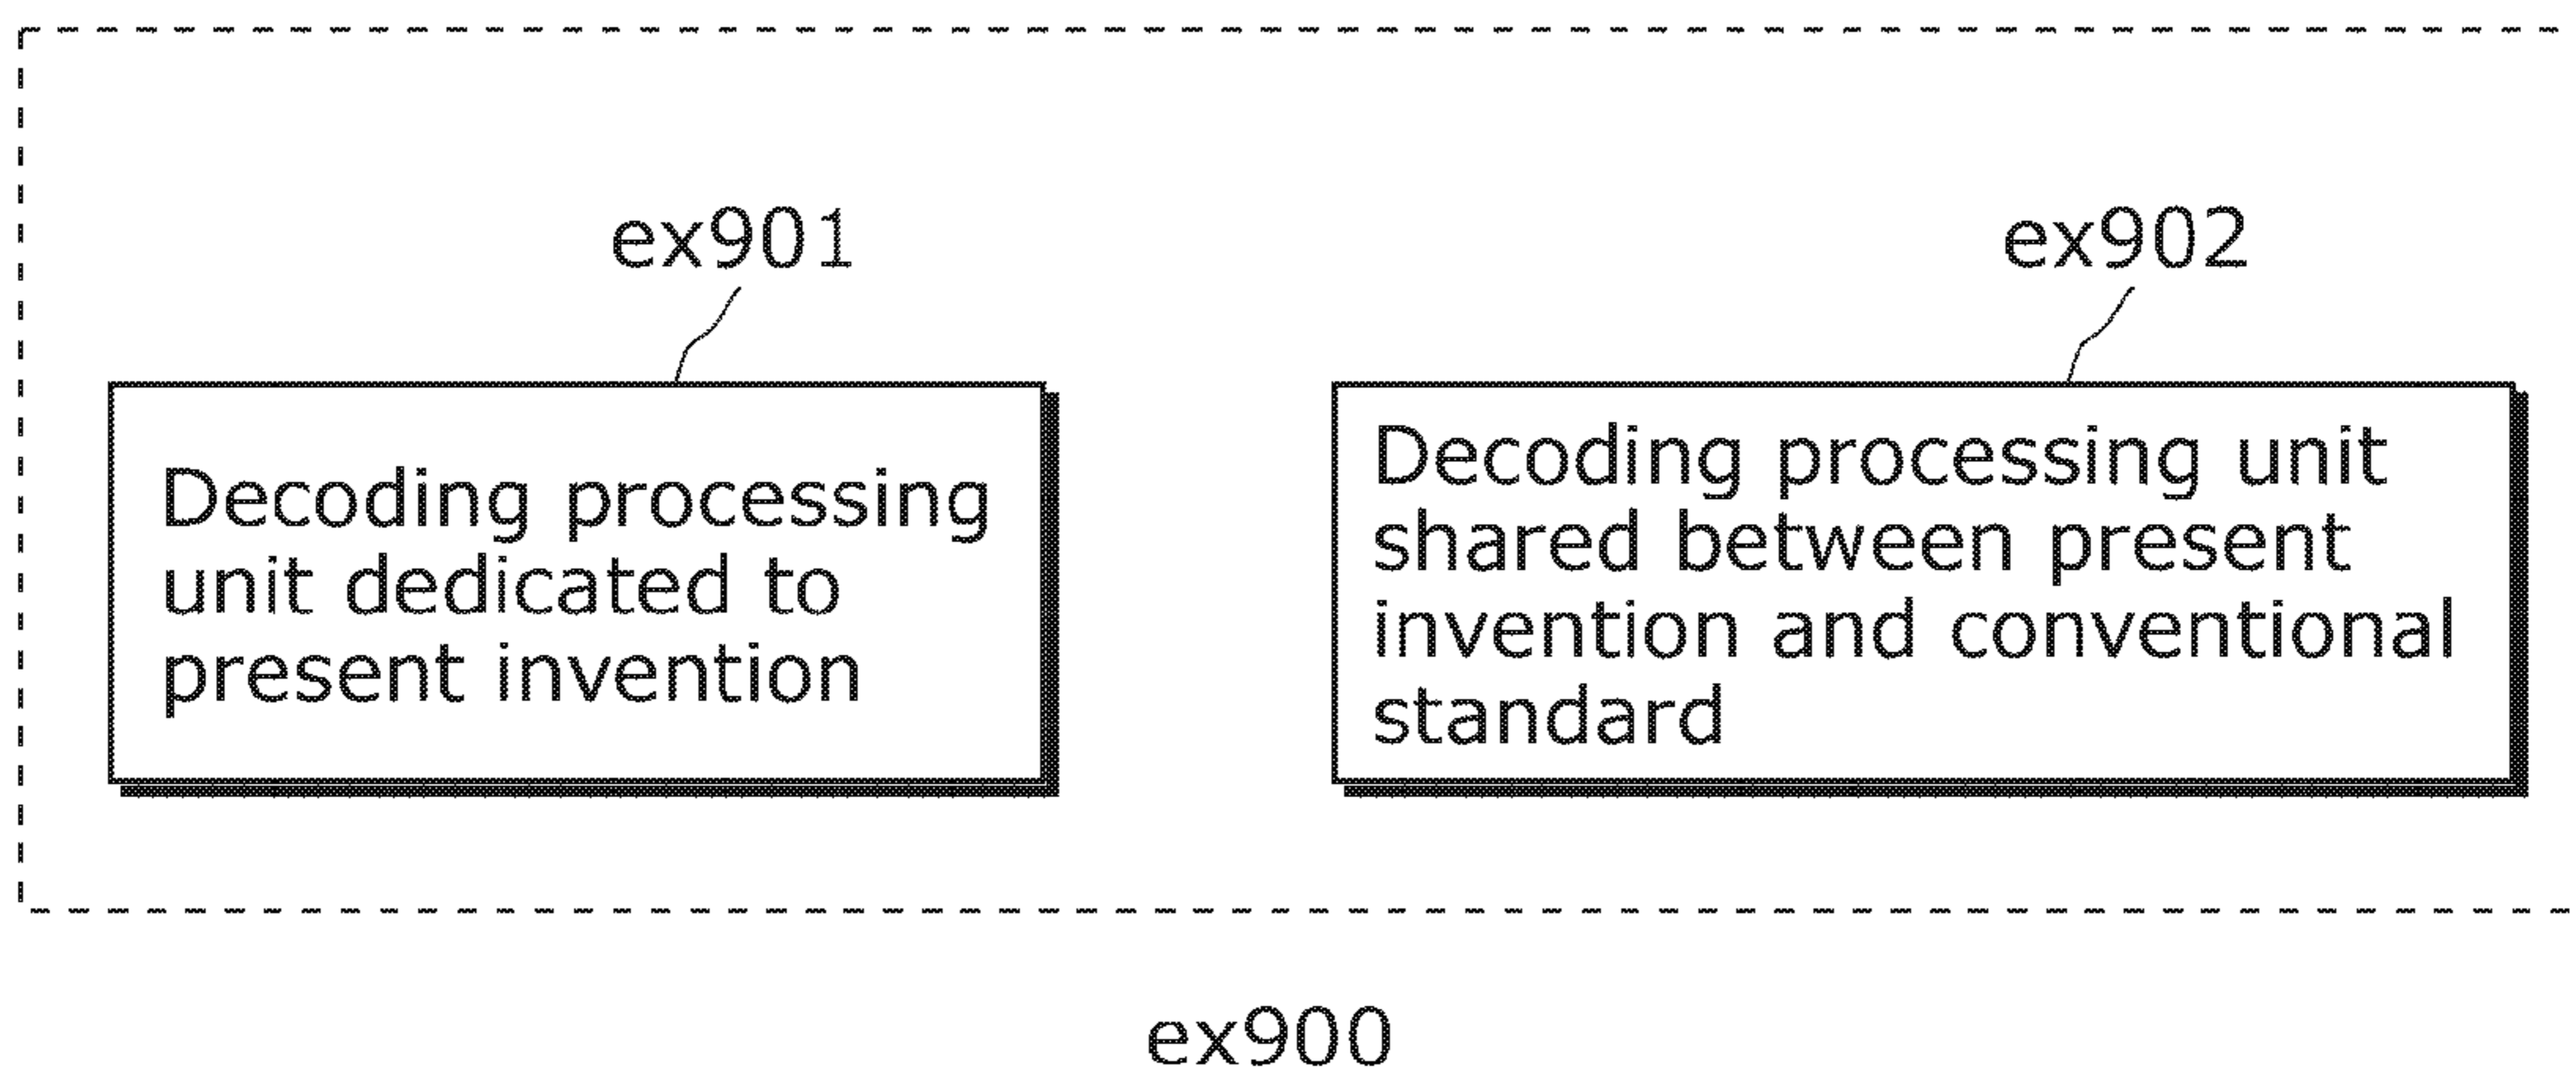 ex901
ex902
Decoding processing
unit dedicated to
present invention
Decoding processing unit
shared between present
invention and conventional
standard
ex900